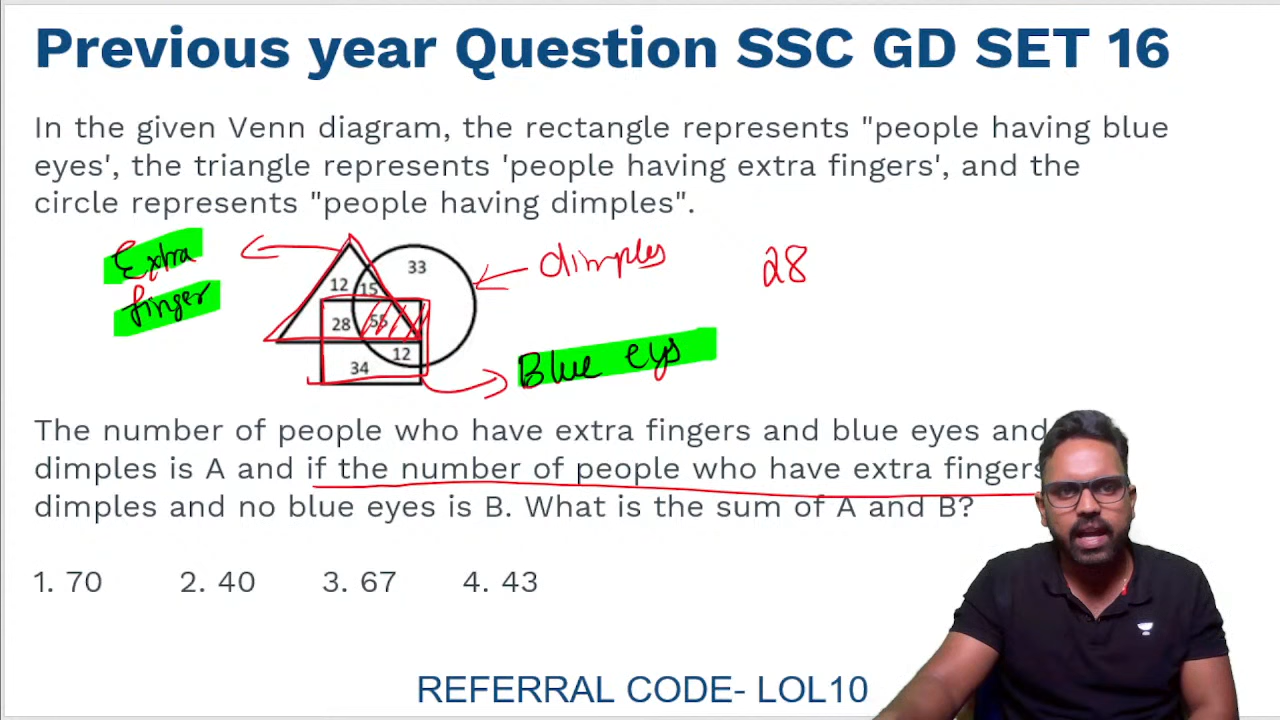 Previous year Question SSC GD SET 16
In the given Venn diagram, the rectangle represents "people having blue
eyes', the triangle represents 'people having extra fingers', and the
circle represents "people having dimples".
Extra
finger
dimples
28
33
12
15
28
55
12
34
Blue eys
The number of people who have extra fingers and blue eyes and
dimples is A and if the number of people who have extra fingers
dimples and no blue eyes is B. What is the sum of A and B?
1. 70 2. 40 3. 67 4. 43
REFERRAL CODE- LOL10